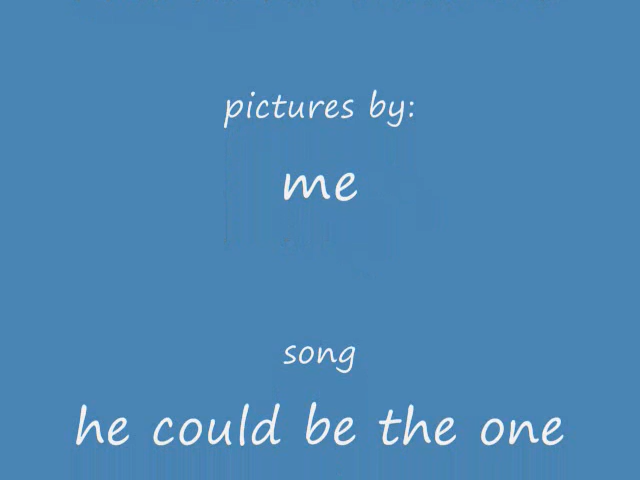 pictures by:
me
song
he could be the one